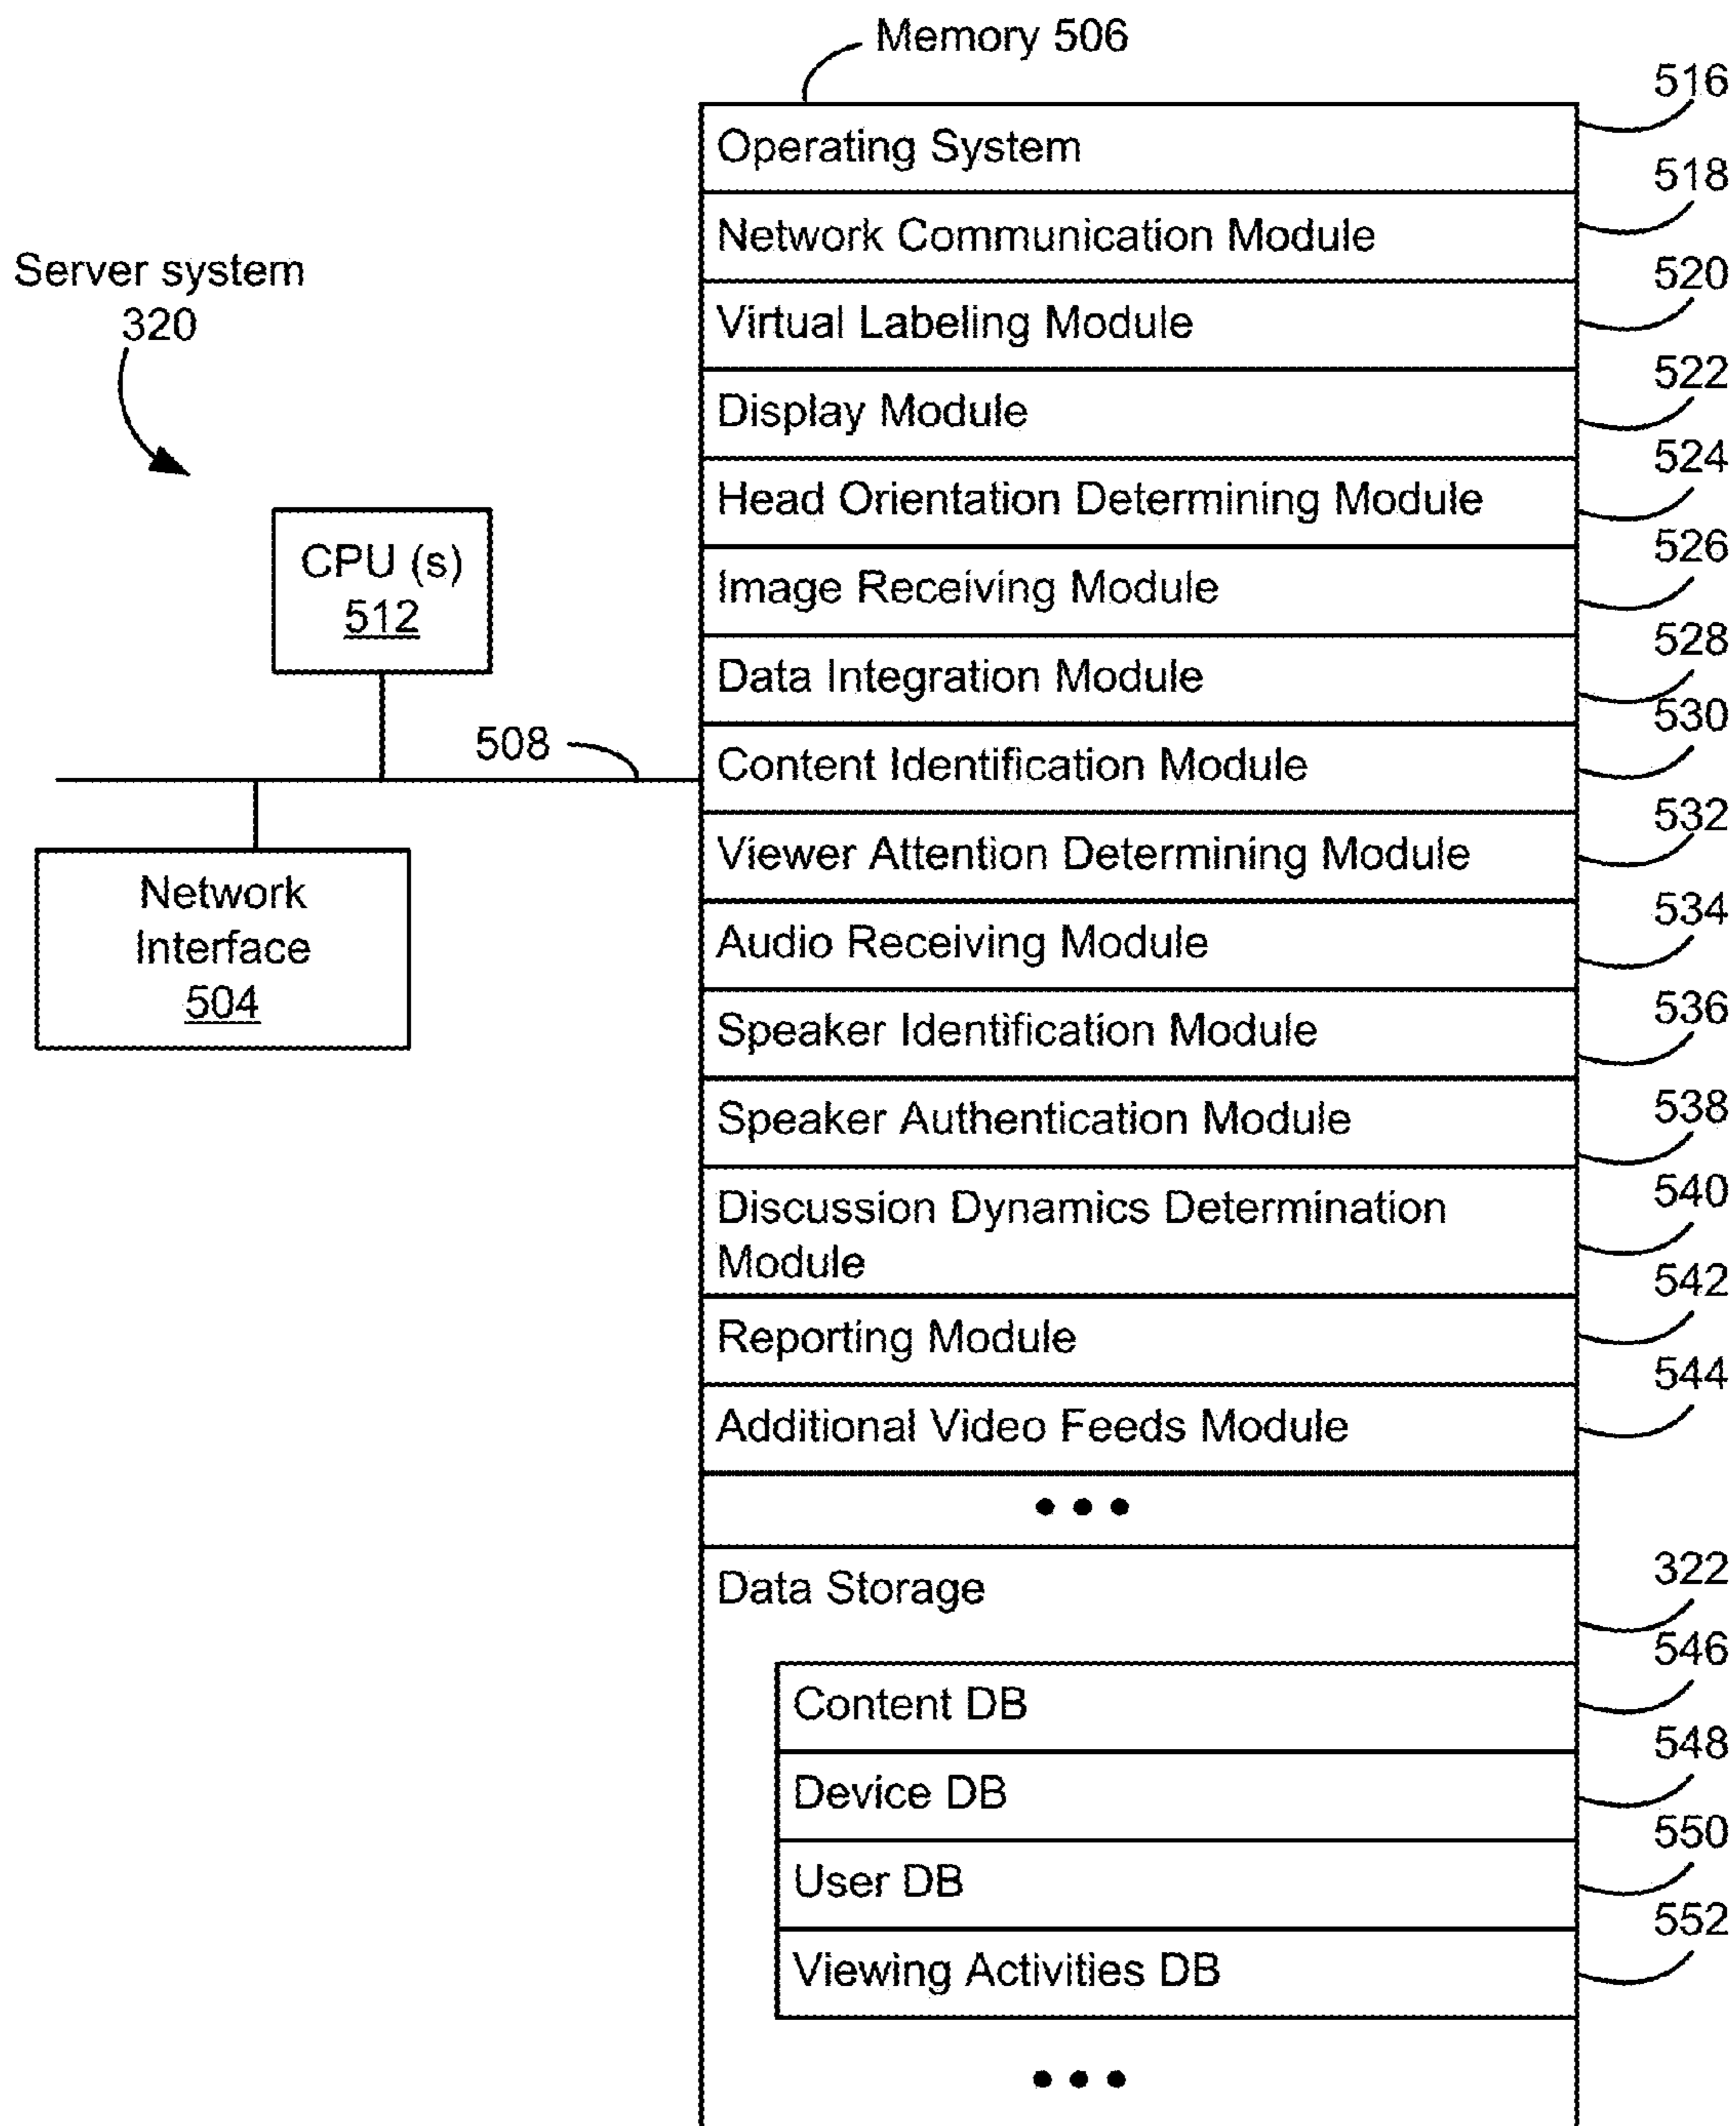 Memory 506
516
Operating System
518
Network Communication Module
Server system
320
520
Virtual Labeling Module
522
Display Module
524
Head Orientation Determining Module
526
CPU (s)
512
Image Receiving Module
528
Data Integration Module
530
508
Content Identification Module
532
Viewer Attention Determining Module
Network
Interface
504
534
Audio Receiving Module
536
Speaker Identification Module
538
Speaker Authentication Module
540
Discussion Dynamics Determination
Module
542
Reporting Module
544
Additional Video Feeds Module
• • •
322
Data Storage
546
Content DB
548
Device DB
550
User DB
552
Viewing Activities DB
• • •